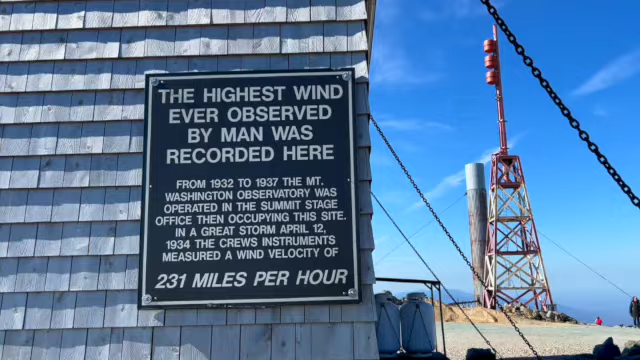 THE HIGHEST WIND
EVER OBSERVED
BY MAN WAS
RECORDED HERE
FROM 1932 TO 1937 THE MT.
WASHINGTON OBSERVATORY WAS
OPERATED IN THE SUMMIT STAGE
OFFICE THEN OCCUPYING THIS SITE.
IN A GREAT STORM APRIL 12,
1934 THE CREWS INSTRUMENTS
MEASURED A WIND VELOCITY OF
231 MILES PER HOUR